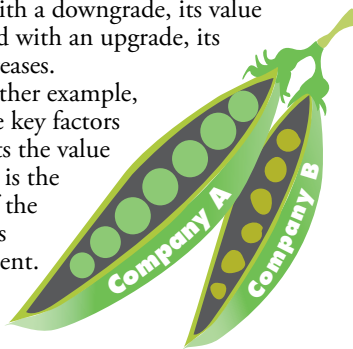 ith a downgrade, its value
d with an upgrade, its
eases.
ther example,
e key factors
ts the value
is the
f the
s
ent.
Company A
Company B